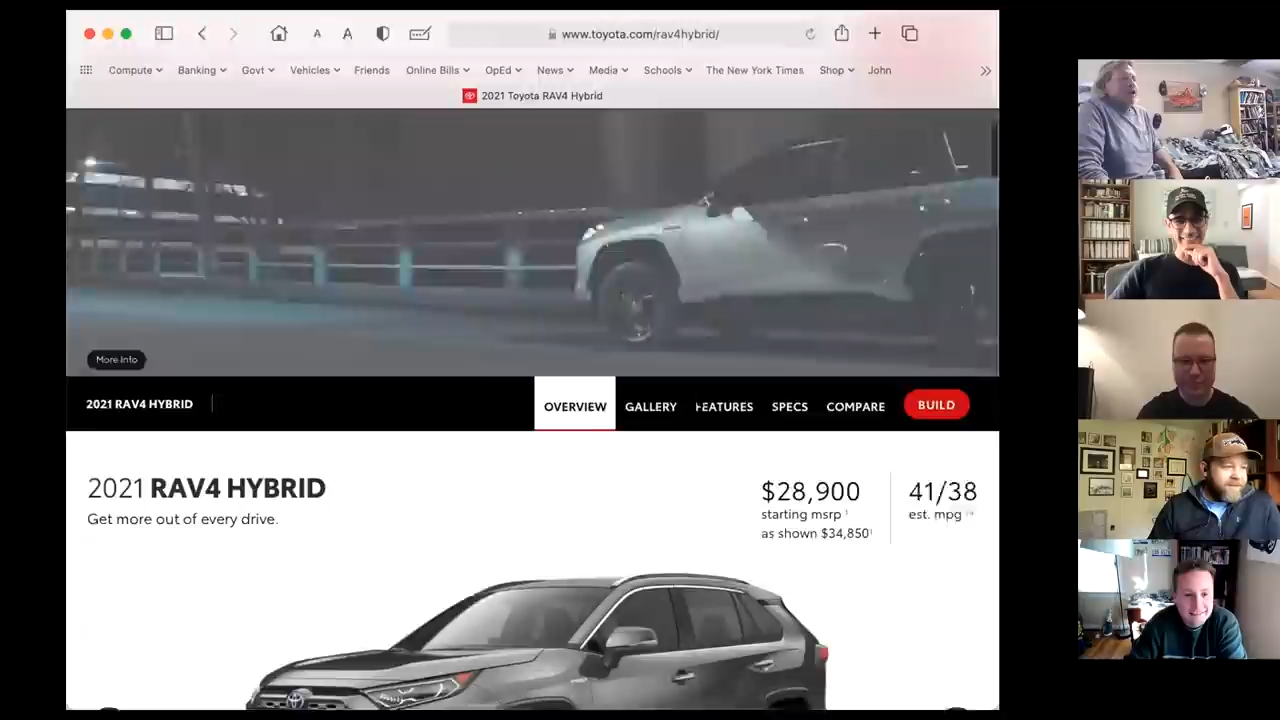 A A www.toyota.com/rav4hybrid/
Compute Banking Govt Vehicles Friends Online Bills OpEd News Media Schools The New York Times Shop John
2021 Toyota RAV4 Hybrid
More Info
2021 RAV4 HYBRID OVERVIEW GALLERY FEATURES SPECS COMPARE BUILD
2021 RAV4 HYBRID
Get more out of every drive.
$28,900
starting msrp 1
as shown $34,850 1
41/38
est. mpg